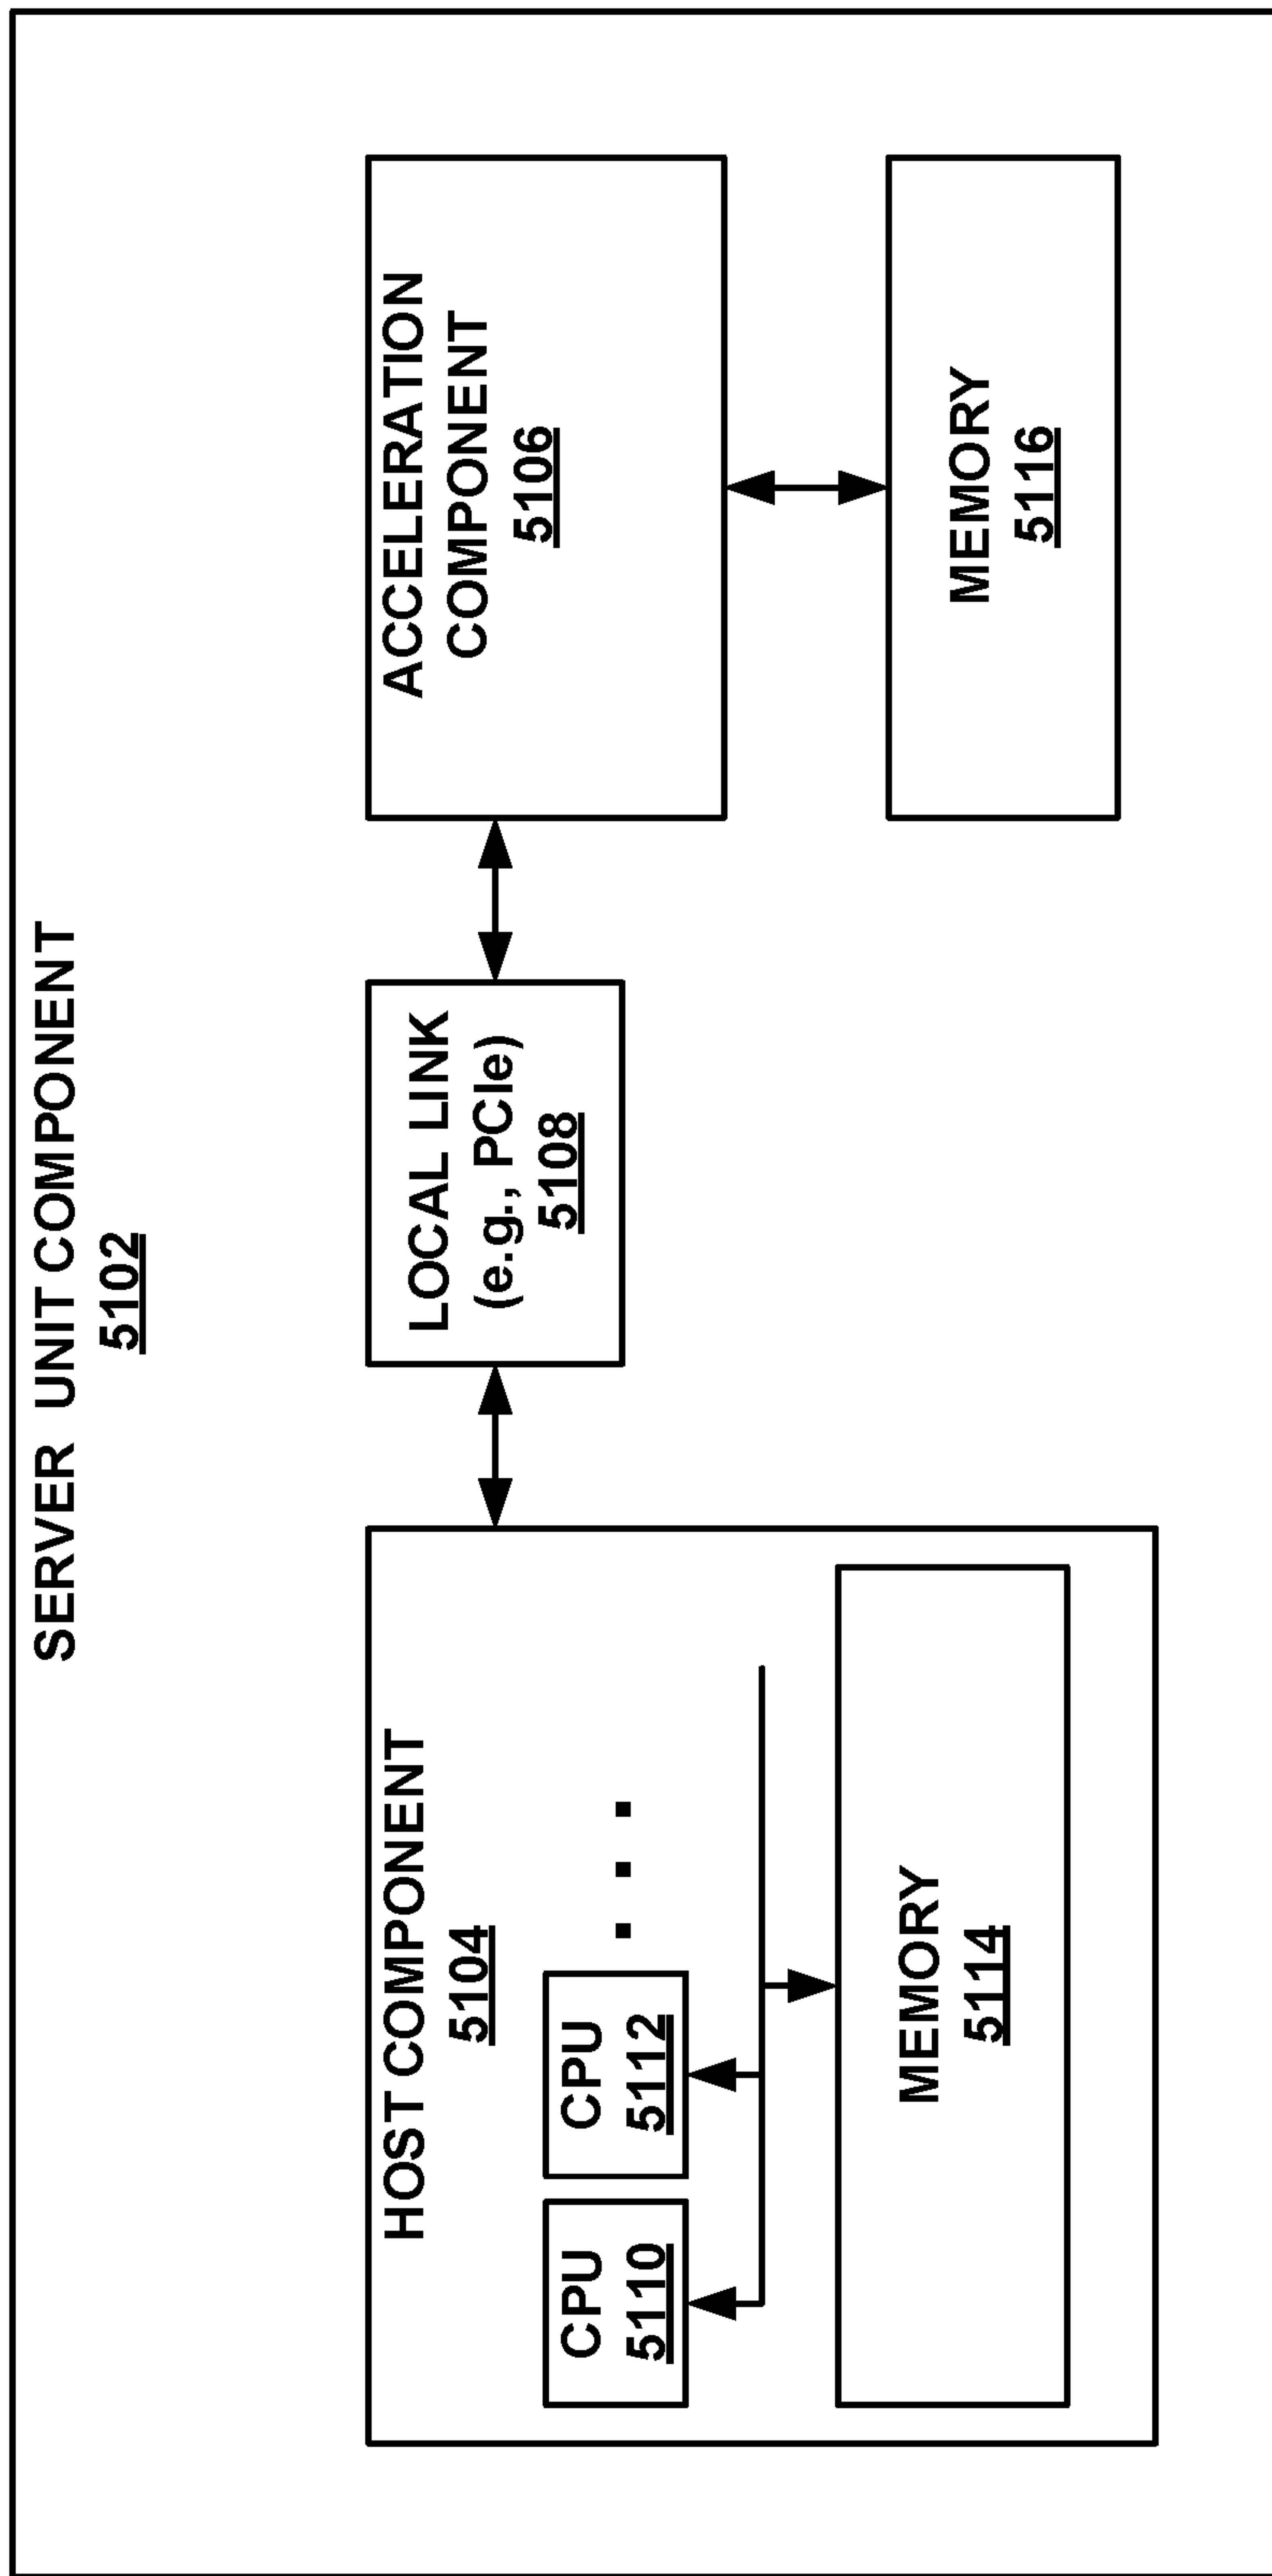 SERVER UNIT COMPONENT
5102
HOST COMPONENT
5104
CPU
5110
CPU
5112
. . .
MEMORY
5114
LOCAL LINK
(e.g., PCIe)
5108
ACCELERATION
COMPONENT
5106
MEMORY
5116